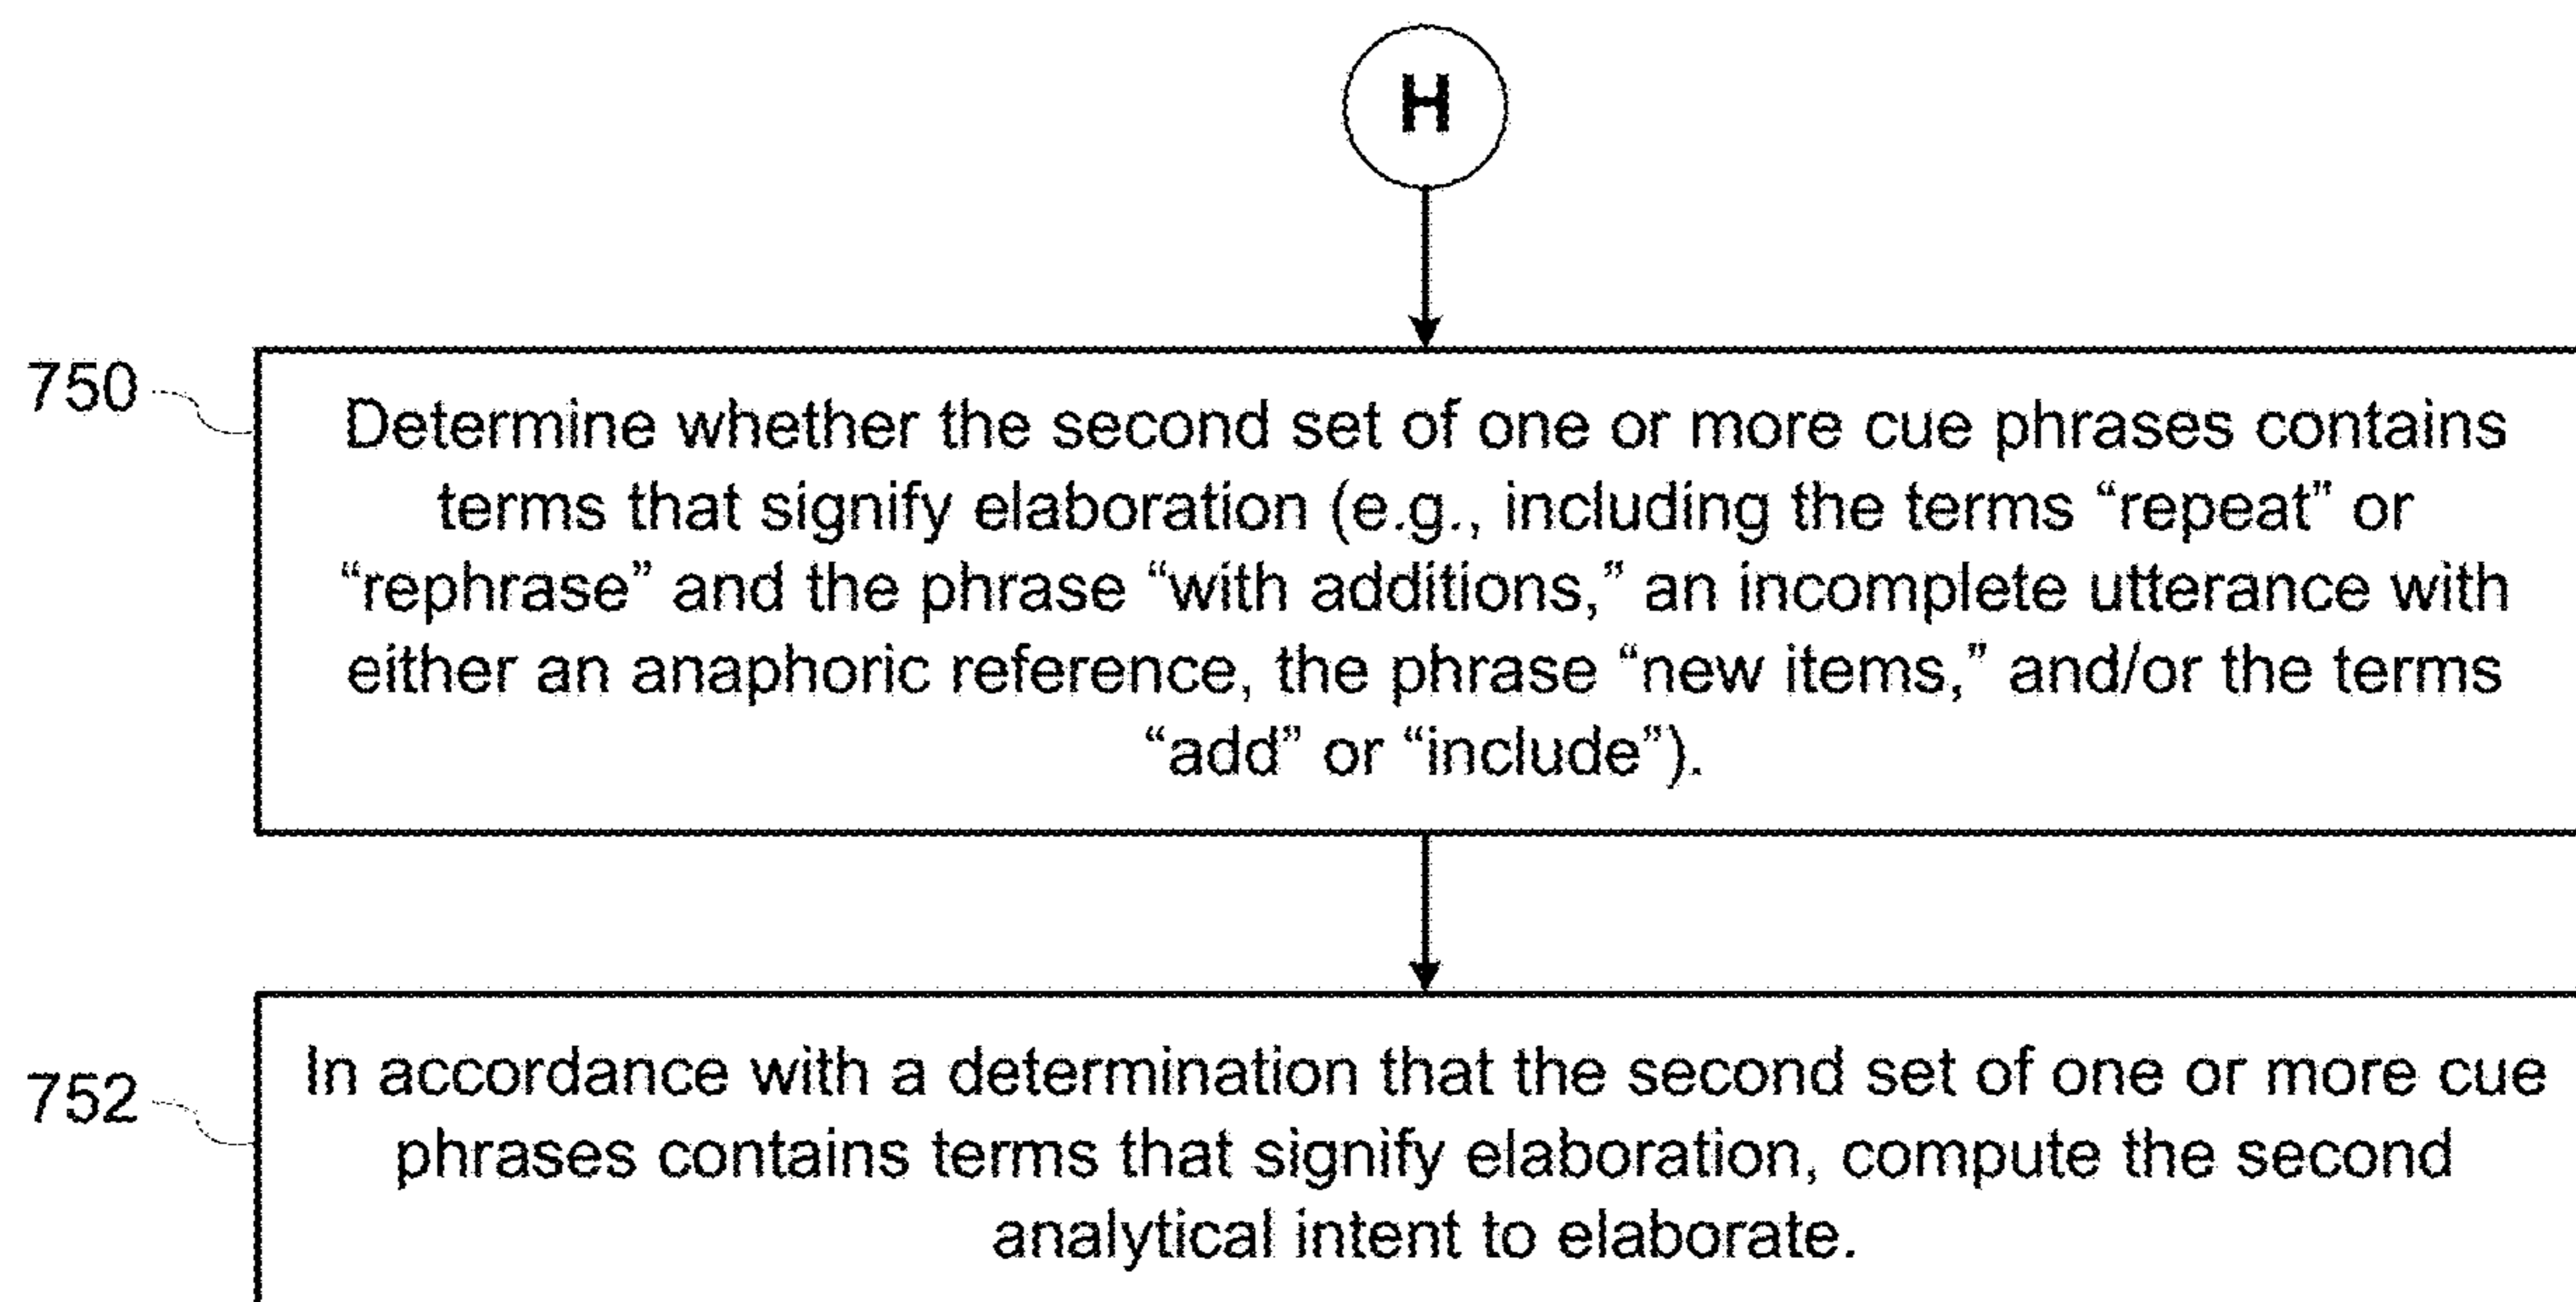 H
750
Determine whether the second set of one or more cue phrases contains
terms that signify elaboration (e.g., including the terms “repeat” or
“rephrase” and the phrase “with additions,” an incomplete utterance with
either an anaphoric reference, the phrase “new items,” and/or the terms
“add” or “include”).
752
In accordance with a determination that the second set of one or more cue
phrases contains terms that signify elaboration, compute the second
analytical intent to elaborate.